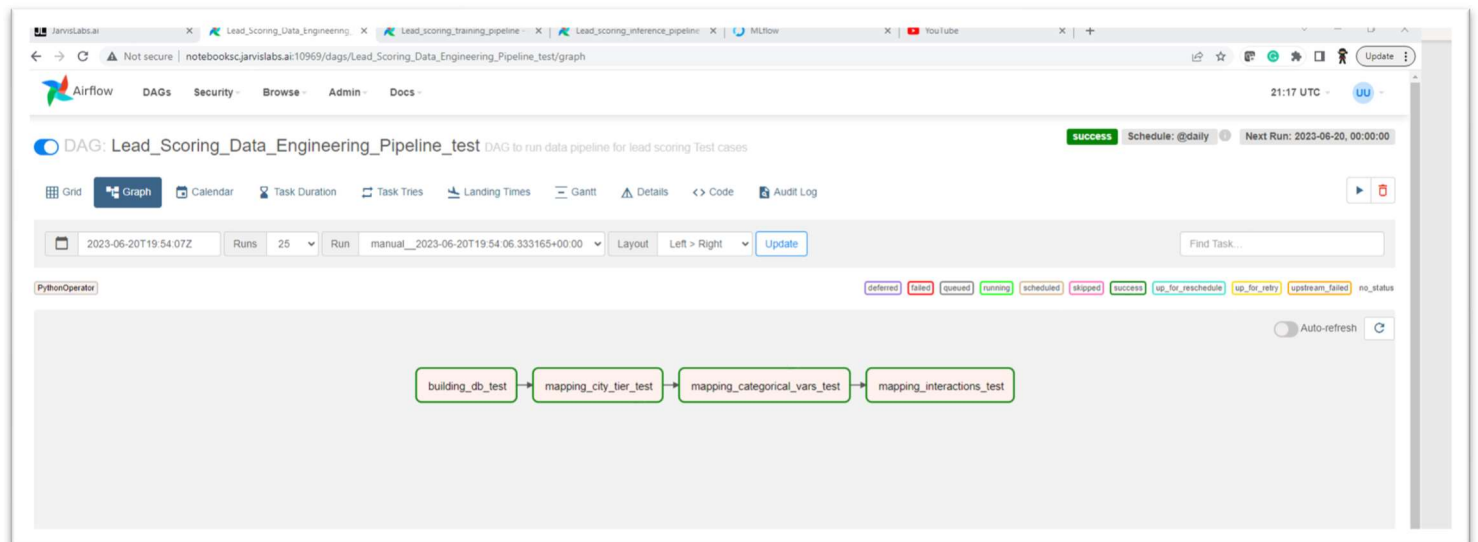 JarvisLabs.ai Lead_Scoring_Data_Engineering_ Lead_scoring_training_pipeline - Lead_scoring_inference_pipeline MLflow YouTube
Not secure notebooksc.jarvislabs.ai:10969/dags/Lead_Scoring_Data_Engineering_Pipeline_test/graph Update
Airflow DAGs Security Browse Admin Docs 21:17 UTC UU
DAG: Lead_Scoring_Data_Engineering_Pipeline_test DAG to run data pipeline for lead scoring Test cases success Schedule: @daily Next Run: 2023-06-20, 00:00:00
Grid Graph Calendar Task Duration Task Tries Landing Times Gantt Details <> Code Audit Log
2023-06-20T19:54:07Z Runs 25 Run manual__2023-06-20T19:54:06.333165+00:00 Layout Left > Right Update Find Task...
PythonOperator deferred failed queued running scheduled skipped success up_for_reschedule up_for_retry upstream_failed no_status
Auto-refresh
building_db_test mapping_city_tier_test mapping_categorical_vars_test mapping_interactions_test